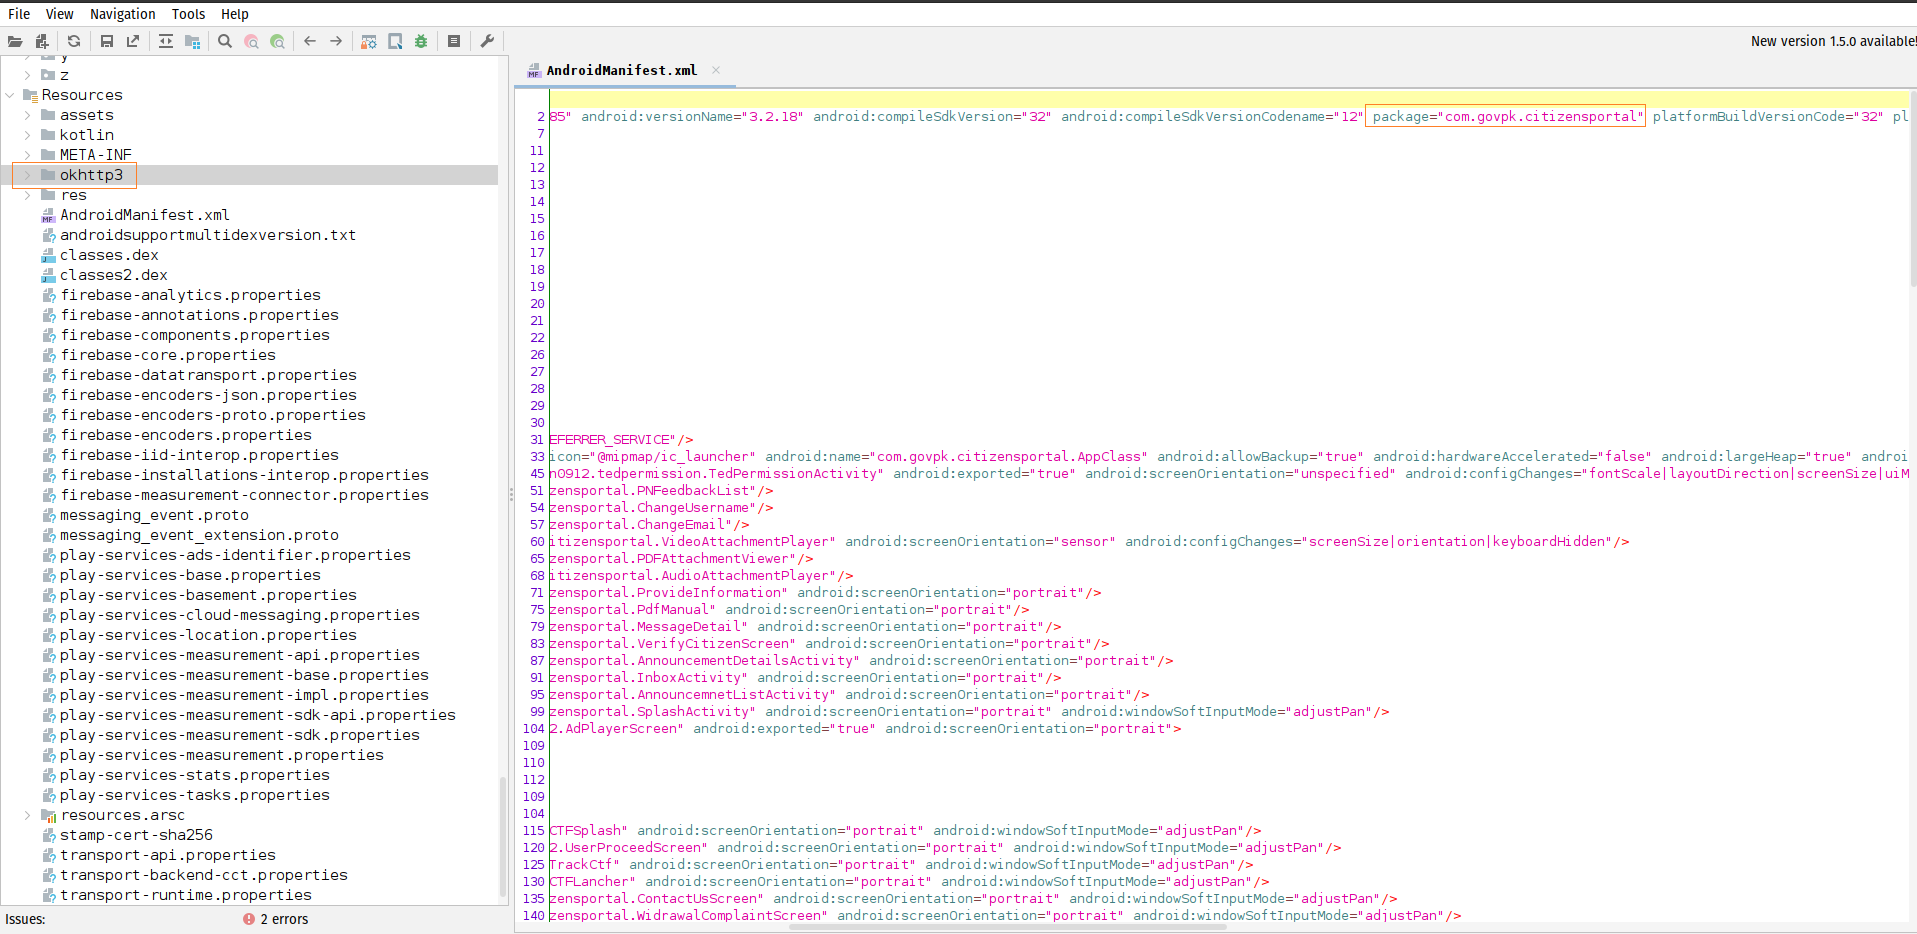 File View Navigation Tools Help
New version 1.5.0 available!
y
z
Resources
assets
kotlin
META-INF
okhttp3
res
AndroidManifest.xml
androidsupportmultidexversion.txt
classes.dex
classes2.dex
firebase-analytics.properties
firebase-annotations.properties
firebase-components.properties
firebase-core.properties
firebase-datatransport.properties
firebase-encoders-json.properties
firebase-encoders-proto.properties
firebase-encoders.properties
firebase-iid-interop.properties
firebase-installations-interop.properties
firebase-measurement-connector.properties
messaging_event.proto
messaging_event_extension.proto
play-services-ads-identifier.properties
play-services-base.properties
play-services-basement.properties
play-services-cloud-messaging.properties
play-services-location.properties
play-services-measurement-api.properties
play-services-measurement-base.properties
play-services-measurement-impl.properties
play-services-measurement-sdk-api.properties
play-services-measurement-sdk.properties
play-services-measurement.properties
play-services-stats.properties
play-services-tasks.properties
resources.arsc
stamp-cert-sha256
transport-api.properties
transport-backend-cct.properties
transport-runtime.properties
Issues: 2 errors
AndroidManifest.xml
2 85" android:versionName="3.2.18" android:compileSdkVersion="32" android:compileSdkVersionCodename="12" package="com.govpk.citizensportal" platformBuildVersionCode="32" pl
7
11
12
13
14
15
16
17
18
19
20
21
22
26
27
28
29
30
31 EFERRER_SERVICE"/>
33 icon="@mipmap/ic_launcher" android:name="com.govpk.citizensportal.AppClass" android:allowBackup="true" android:hardwareAccelerated="false" android:largeHeap="true" androi
45 n0912.tedpermission.TedPermissionActivity" android:exported="true" android:screenOrientation="unspecified" android:configChanges="fontScale|layoutDirection|screenSize|uiM
51 zensportal.PNFeedbackList"/>
54 zensportal.ChangeUsername"/>
57 zensportal.ChangeEmail"/>
60 itizensportal.VideoAttachmentPlayer" android:screenOrientation="sensor" android:configChanges="screenSize|orientation|keyboardHidden"/>
65 zensportal.PDFAttachmentViewer"/>
68 itizensportal.AudioAttachmentPlayer"/>
71 zensportal.ProvideInformation" android:screenOrientation="portrait"/>
75 zensportal.PdfManual" android:screenOrientation="portrait"/>
79 zensportal.MessageDetail" android:screenOrientation="portrait"/>
83 zensportal.VerifyCitizenScreen" android:screenOrientation="portrait"/>
87 zensportal.AnnouncementDetailsActivity" android:screenOrientation="portrait"/>
91 zensportal.InboxActivity" android:screenOrientation="portrait"/>
95 zensportal.AnnouncemnetListActivity" android:screenOrientation="portrait"/>
99 zensportal.SplashActivity" android:screenOrientation="portrait" android:windowSoftInputMode="adjustPan"/>
104 2.AdPlayerScreen" android:exported="true" android:screenOrientation="portrait">
109
110
112
109
104
115 CTFSplash" android:screenOrientation="portrait" android:windowSoftInputMode="adjustPan"/>
120 2.UserProceedScreen" android:screenOrientation="portrait" android:windowSoftInputMode="adjustPan"/>
125 TrackCtf" android:screenOrientation="portrait" android:windowSoftInputMode="adjustPan"/>
130 CTFLancher" android:screenOrientation="portrait" android:windowSoftInputMode="adjustPan"/>
135 zensportal.ContactUsScreen" android:screenOrientation="portrait" android:windowSoftInputMode="adjustPan"/>
140 zensportal.WidrawalComplaintScreen" android:screenOrientation="portrait" android:windowSoftInputMode="adjustPan"/>